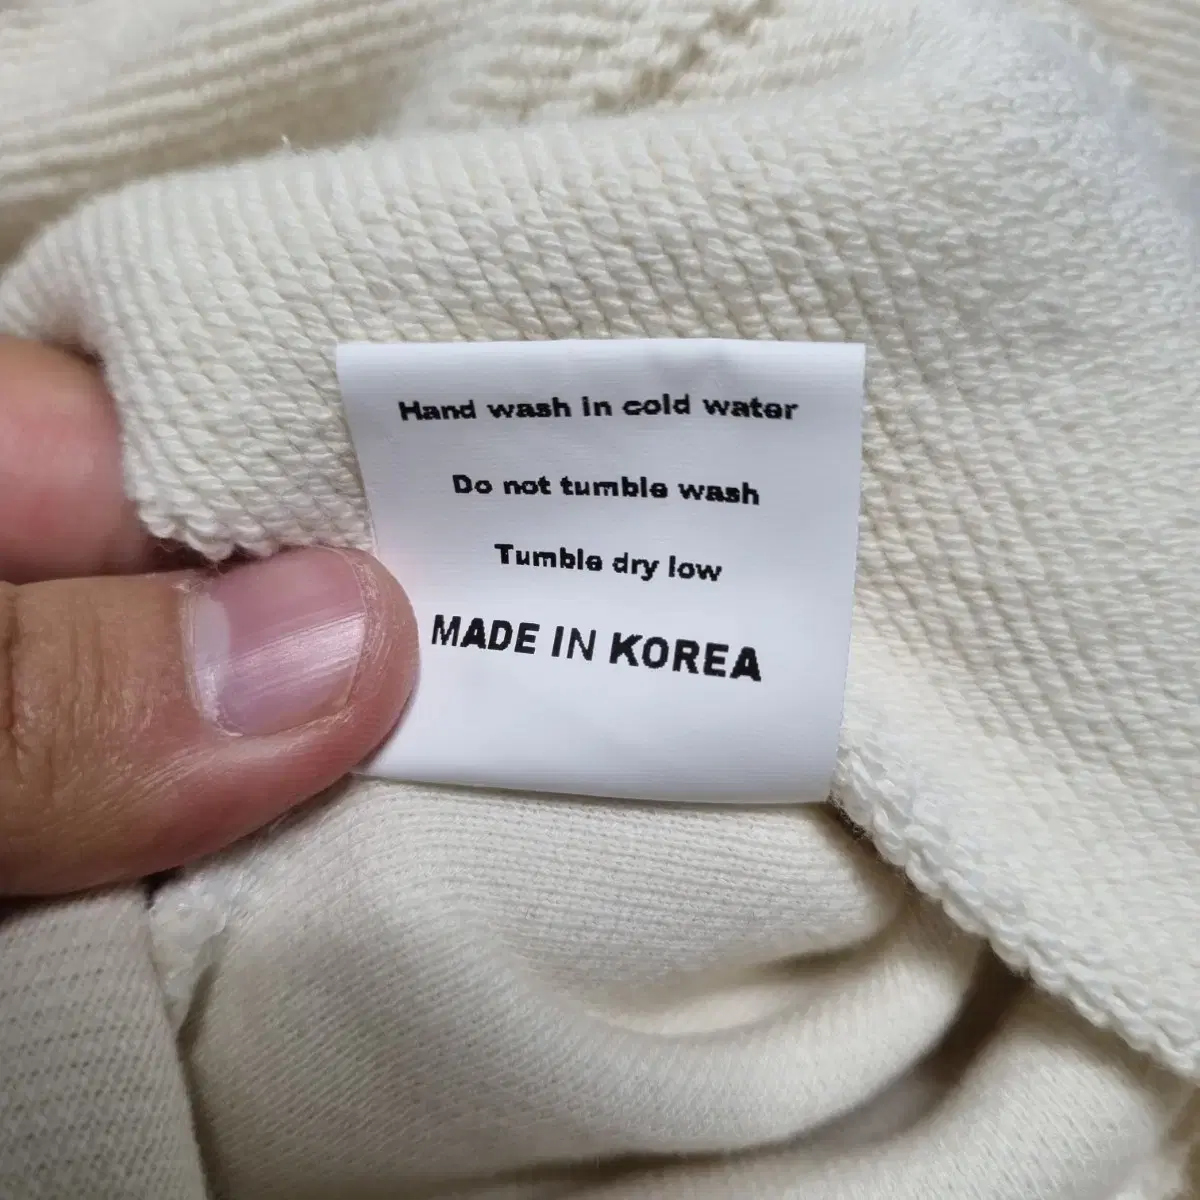 Hand wash in cold water
Do not tumble wash
Tumble dry low
MADE IN KOREA